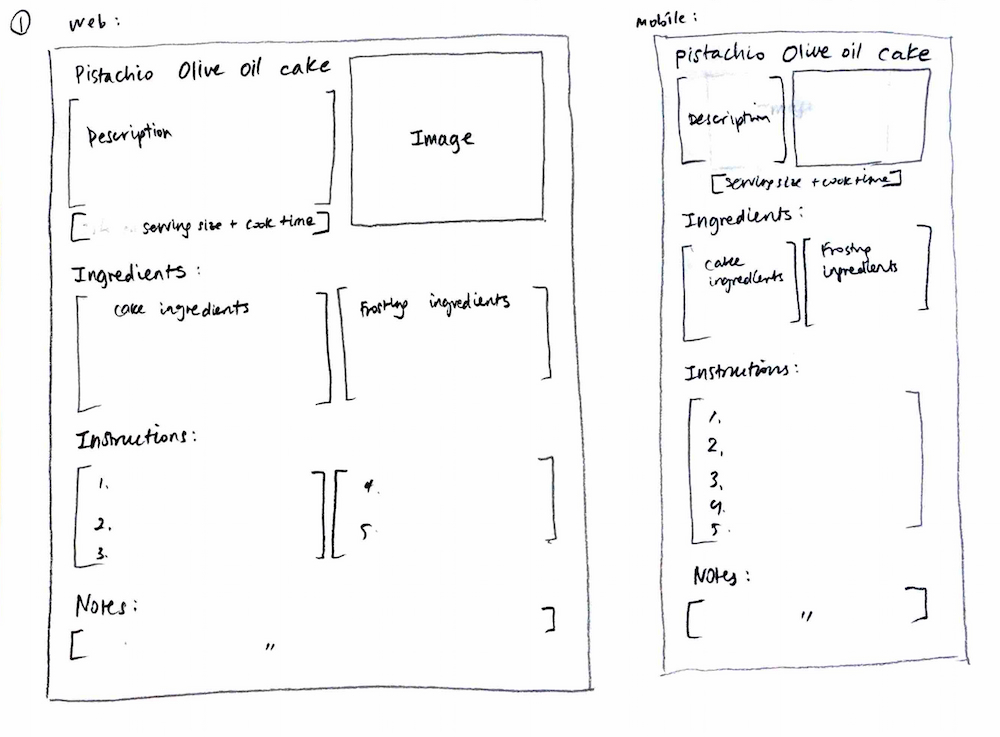 1
web:
Pistachio Olive oil cake
Description
Image
serving size + cook time
Ingredients:
cake ingredients
Frosting ingredients
Instructions:
1.
2.
3.
4.
5.
Notes:
"
Mobile:
pistachio Olive oil cake
Description
serving size + cook time
Ingredients:
cake
ingredients
Frosting
ingredients
Instructions:
1.
2.
3.
4.
5.
Notes:
"